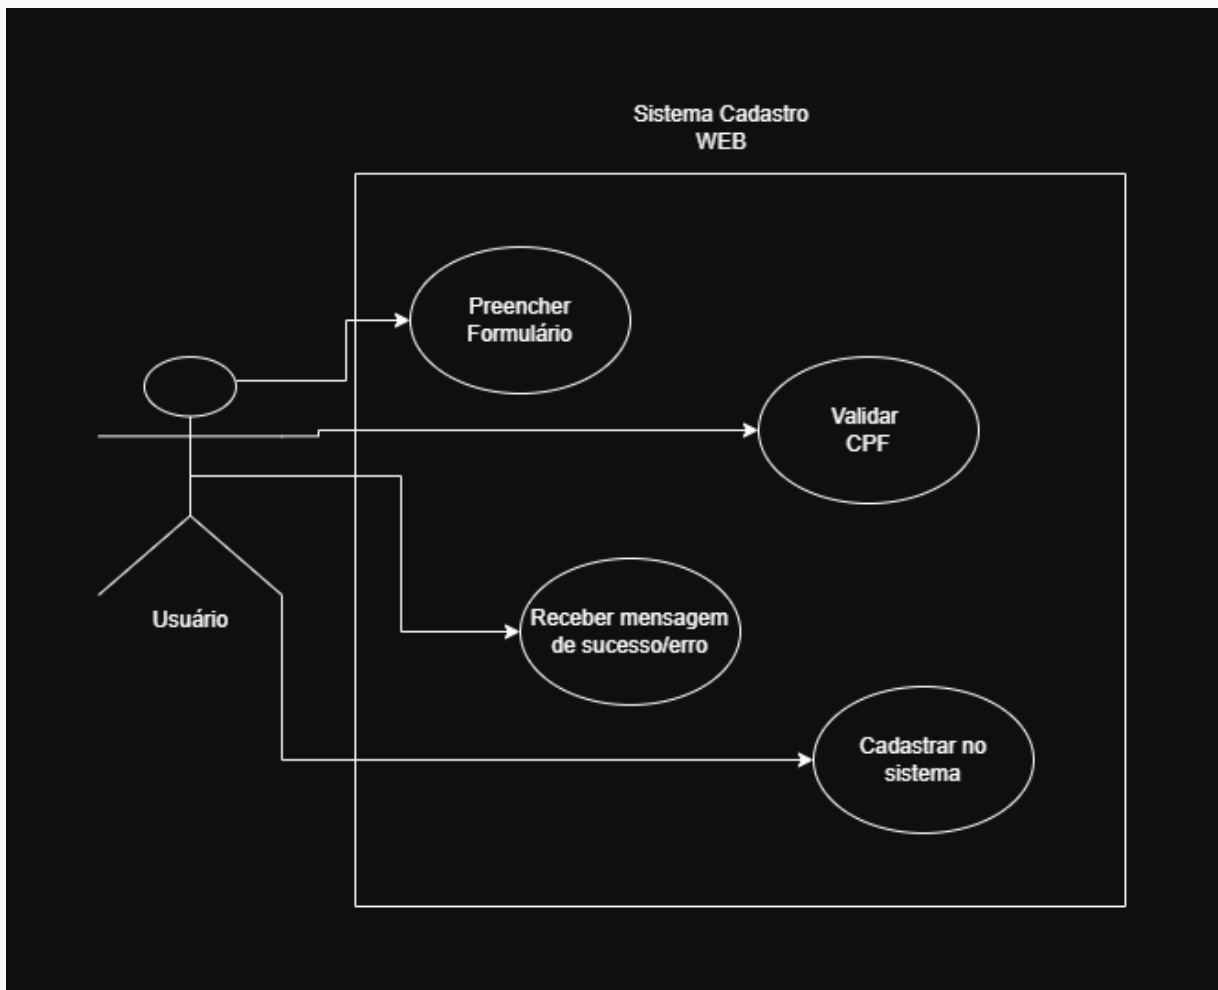 Sistema Cadastro
WEB
Preencher
Formulário
Validar
CPF
Receber mensagem
de sucesso/erro
Usuário
Cadastrar no
sistema